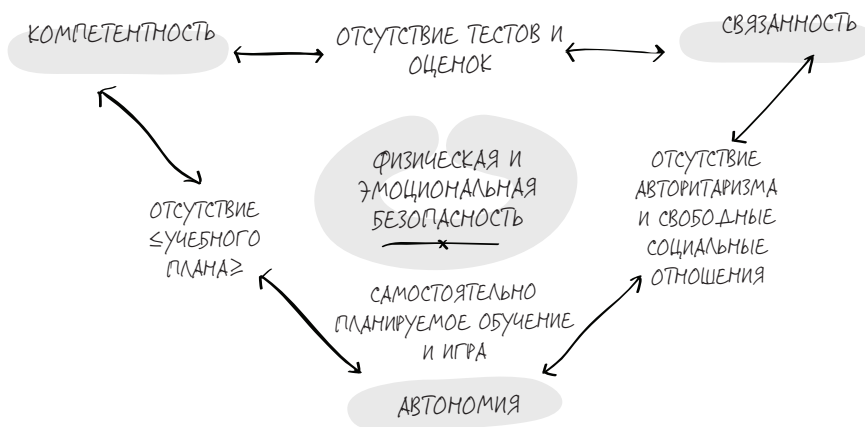 КОМПЕТЕНТНОСТЬ
ОТСУТСТВИЕ ТЕСТОВ И
ОЦЕНОК
СВЯЗАННОСТЬ
ФИЗИЧЕСКАЯ И
ЭМОЦИОНАЛЬНАЯ
БЕЗОПАСНОСТЬ
ОТСУТСТВИЕ
АВТОРИТАРИЗМА
И СВОБОДНЫЕ
СОЦИАЛЬНЫЕ
ОТНОШЕНИЯ
ОТСУТСТВИЕ
≤УЧЕБНОГО
ПЛАНА≥
САМОСТОЯТЕЛЬНО
ПЛАНИРУЕМОЕ ОБУЧЕНИЕ
И ИГРА
АВТОНОМИЯ